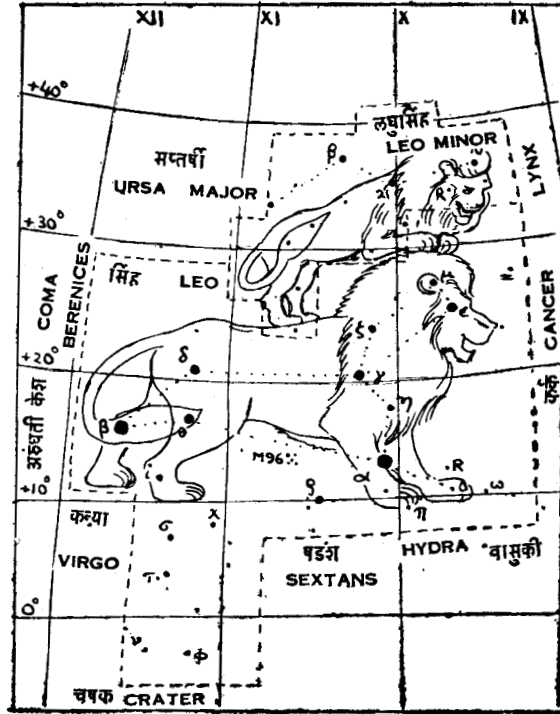 XII XI X IX
+40°
लघुसिंह
LEO MINOR
सप्तर्षी
URSA MAJOR
β
21
R
LYNX
+30°
COMA
BERENICES
सिंह LEO
μ
ε
CANCER
कर्क
ζ
+20°
δ
γ
अरुंधती केश
η
β
θ
M96
α
R
ο
ω
+10°
ρ
π
कन्या
χ
σ
VIRGO
षडंश
SEXTANS
HYDRA वासुकी
τ
0°
υ
φ
चषक CRATER